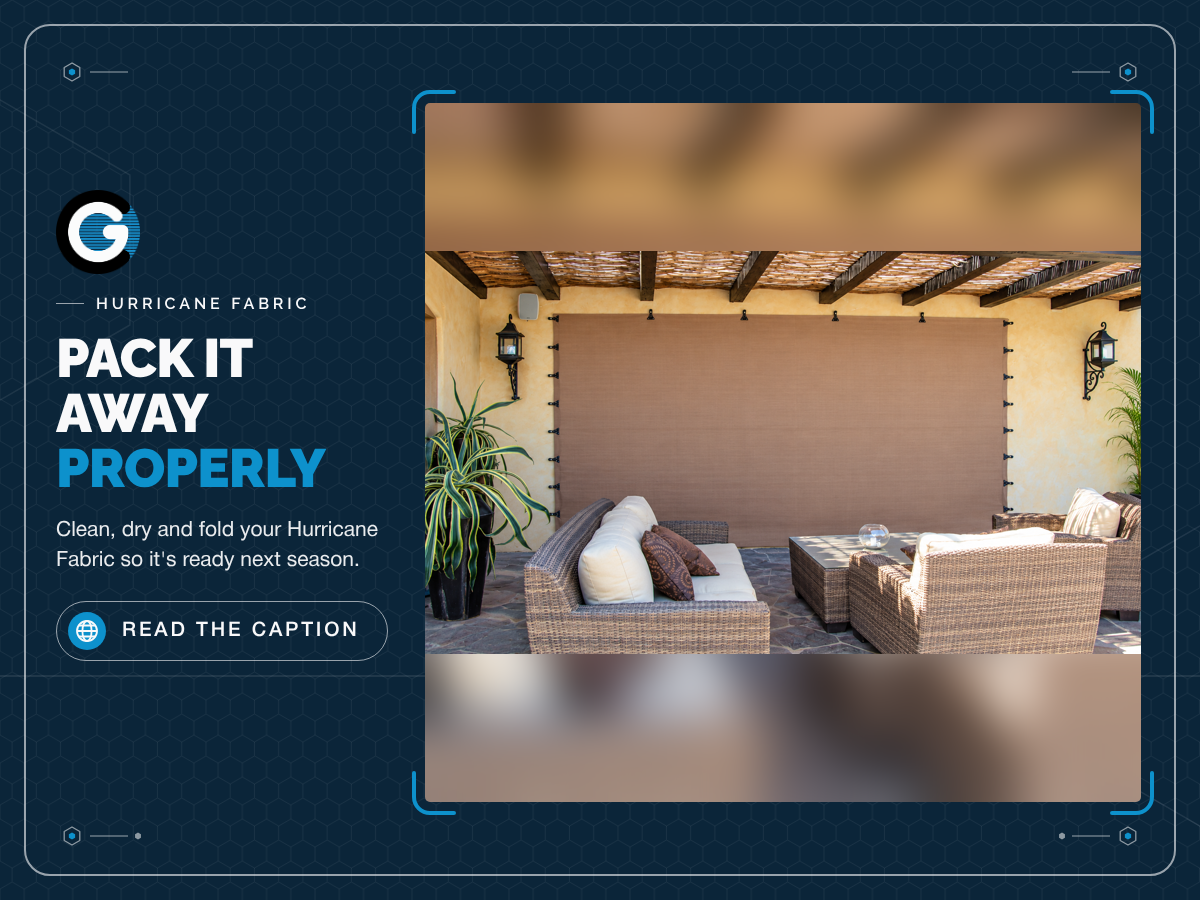 G
HURRICANE FABRIC
PACK IT
AWAY
PROPERLY
Clean, dry and fold your Hurricane
Fabric so it's ready next season.
READ THE CAPTION